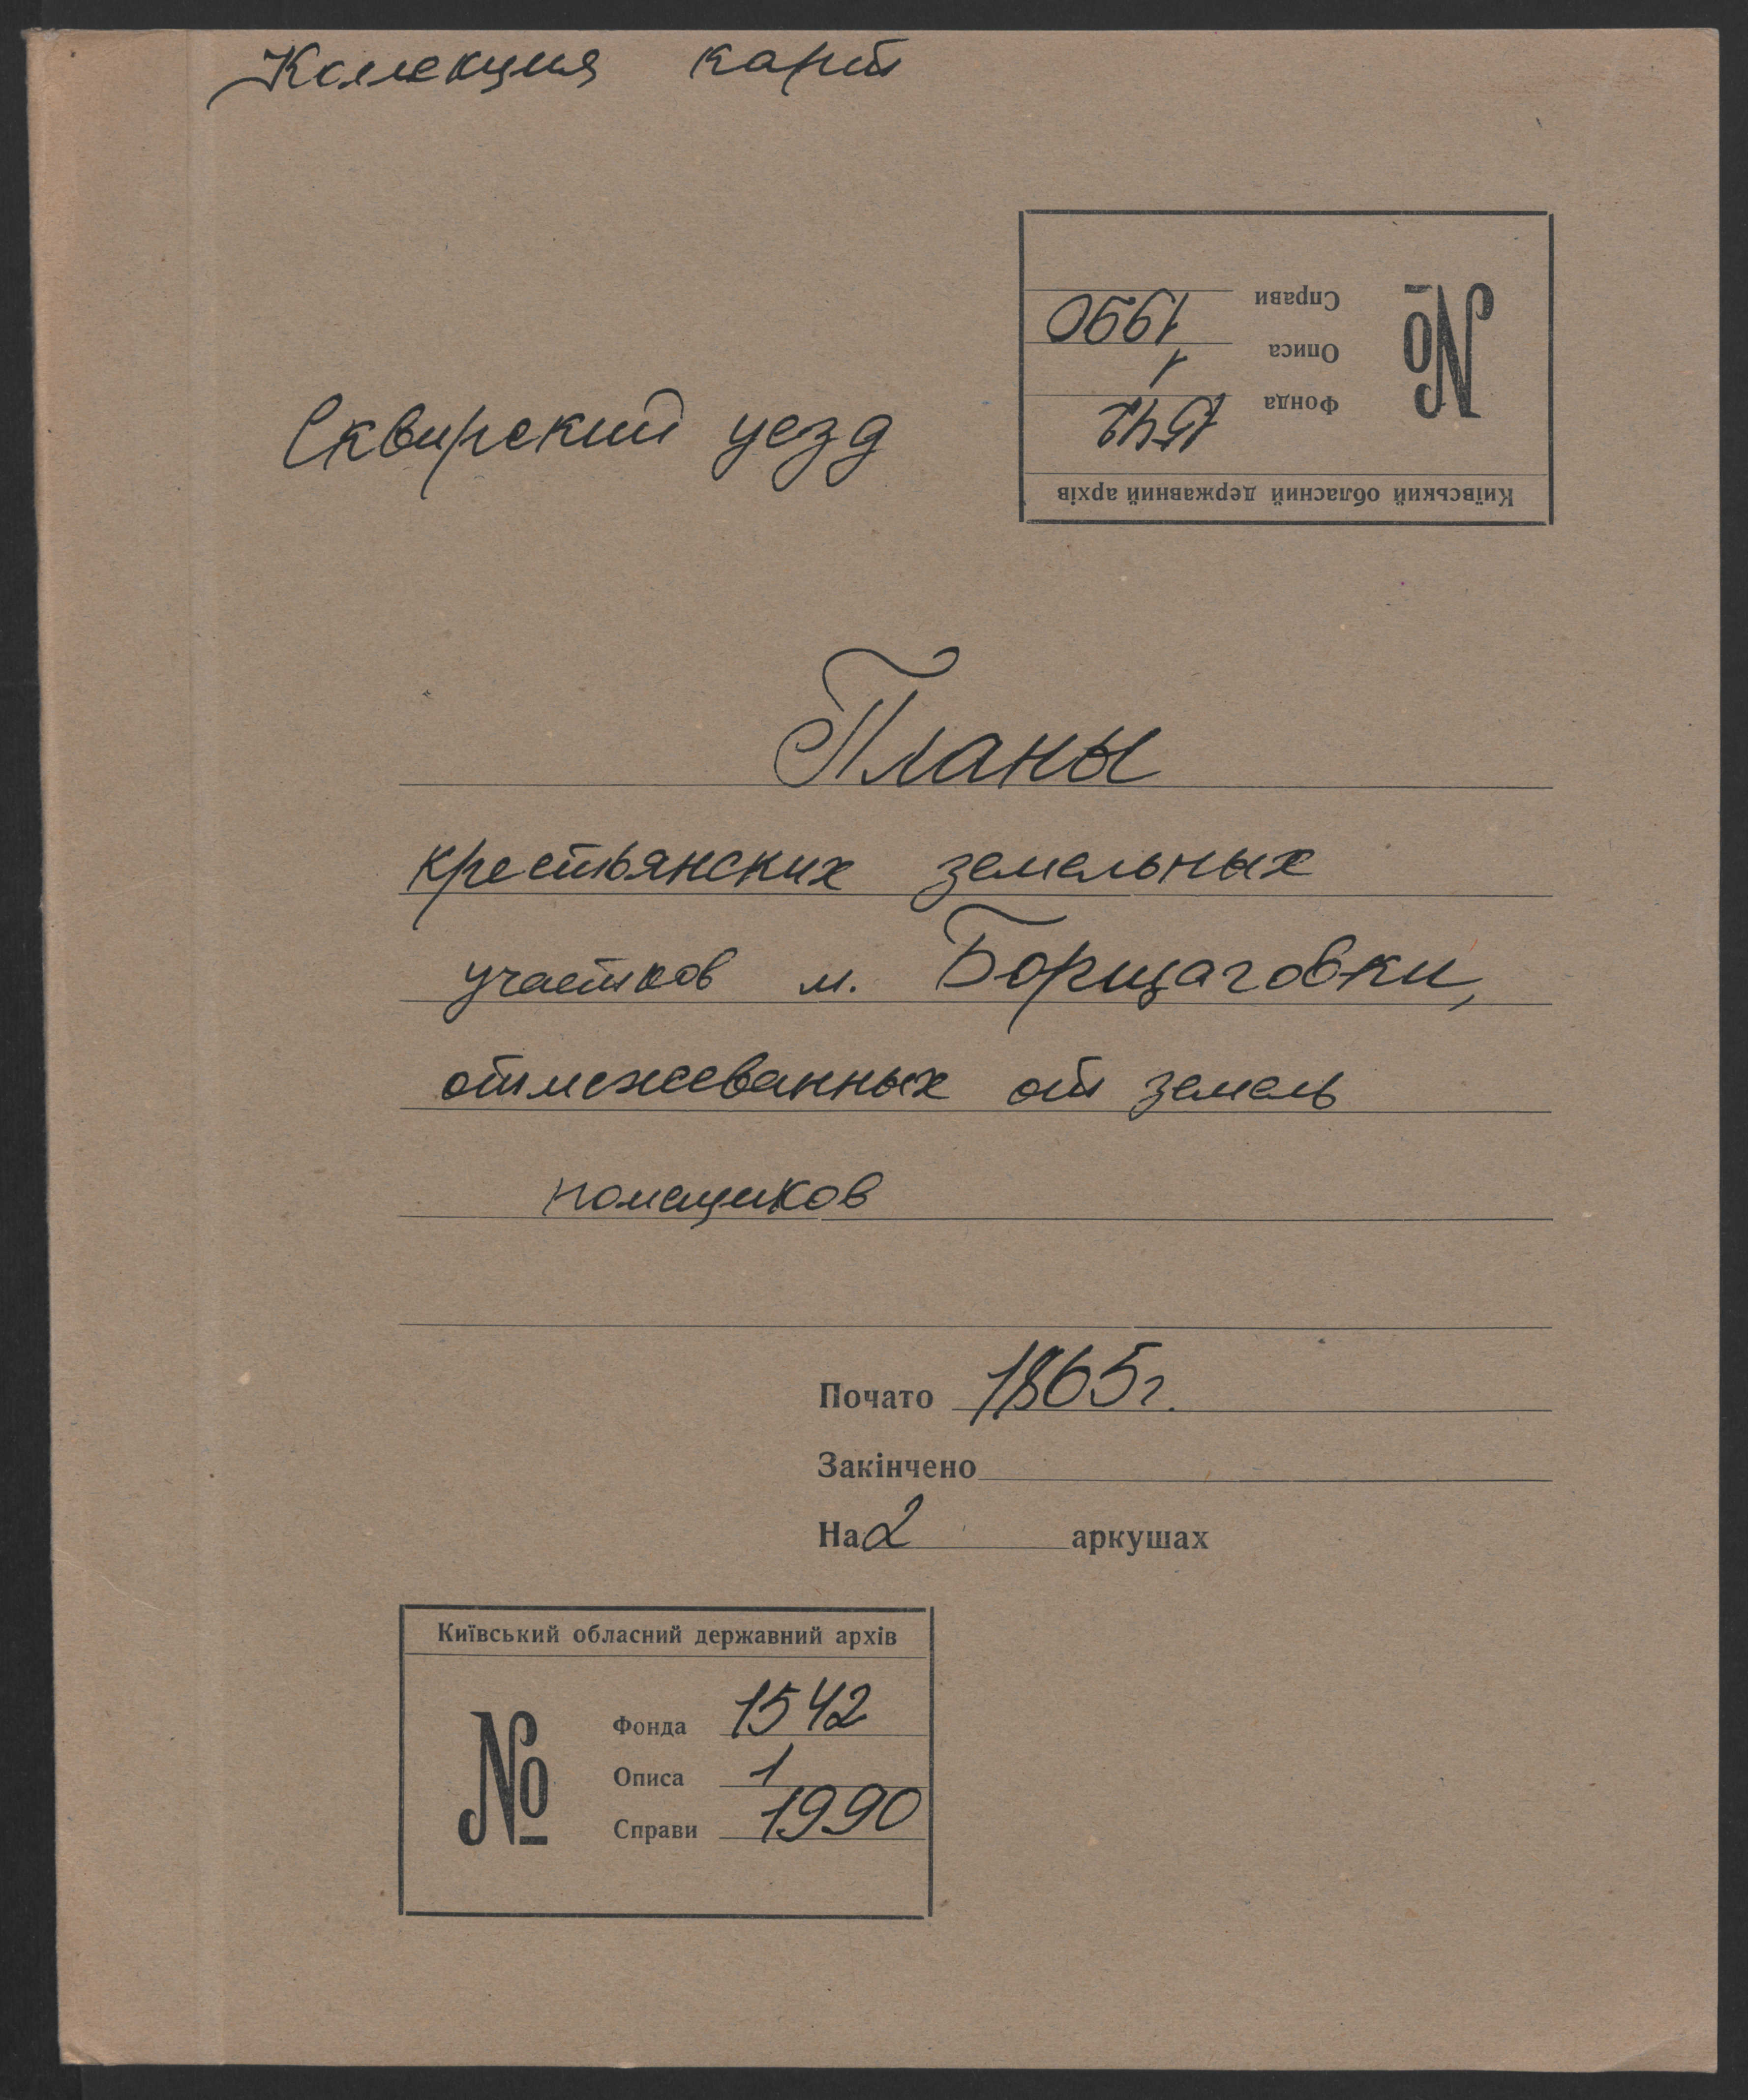 Колекция карт
Сквирский уезд
Київський обласний державний архів
№
Фонда 1542
Описа 1
Справи 1990
Планы
крестьянских земельных
участков м. Борщаговки,
отмежеванных от земель
помещиков
Почато 1865г.
Закінчено
На 2 аркушах
Київський обласний державний архів
№
Фонда 1542
Описа 1
Справи 1990